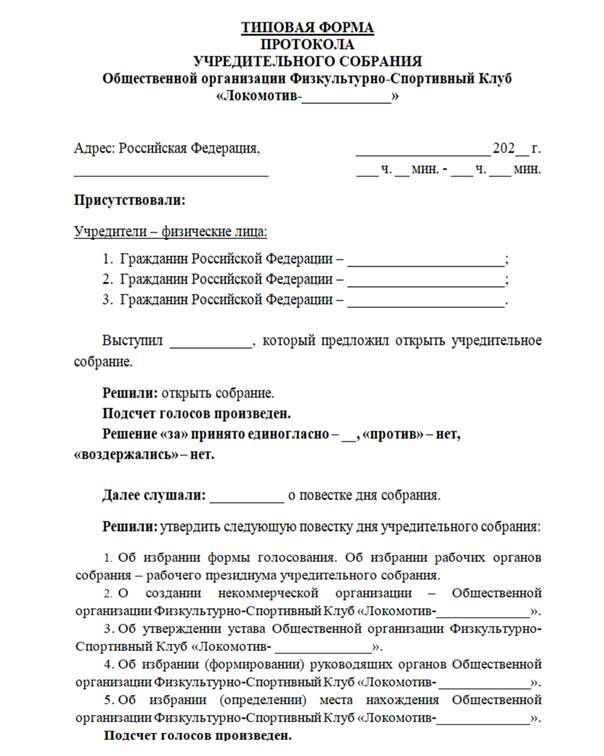 ТИПОВАЯ ФОРМА
ПРОТОКОЛА
УЧРЕДИТЕЛЬНОГО СОБРАНИЯ
Общественной организации Физкультурно-Спортивный Клуб
«Локомотив-_____________»
Адрес: Российская Федерация, ___________________202__ г.
___________________________ ___ ч. __ мин. - ___ ч. ___ мин.
Присутствовали:
Учредители – физические лица:
1. Гражданин Российской Федерации – ______________________;
2. Гражданин Российской Федерации – ______________________;
3. Гражданин Российской Федерации – ______________________.
Выступил ___________, который предложил открыть учредительное
собрание.
Решили: открыть собрание.
Подсчет голосов произведен.
Решение «за» принято единогласно – __, «против» – нет,
«воздержались» – нет.
Далее слушали: __________ о повестке дня собрания.
Решили: утвердить следующую повестку дня учредительного собрания:
1. Об избрании формы голосования. Об избрании рабочих органов
собрания – рабочего президиума учредительного собрания.
2. О создании некоммерческой организации – Общественной
организации Физкультурно-Спортивный Клуб «Локомотив-_____________».
3. Об утверждении устава Общественной организации Физкультурно-
Спортивный Клуб «Локомотив- _____________».
4. Об избрании (формировании) руководящих органов Общественной
организации Физкультурно-Спортивный Клуб «Локомотив- _____________».
5. Об избрании (определении) места нахождения Общественной
организации Физкультурно-Спортивный Клуб «Локомотив-_____________».
Подсчет голосов произведен.